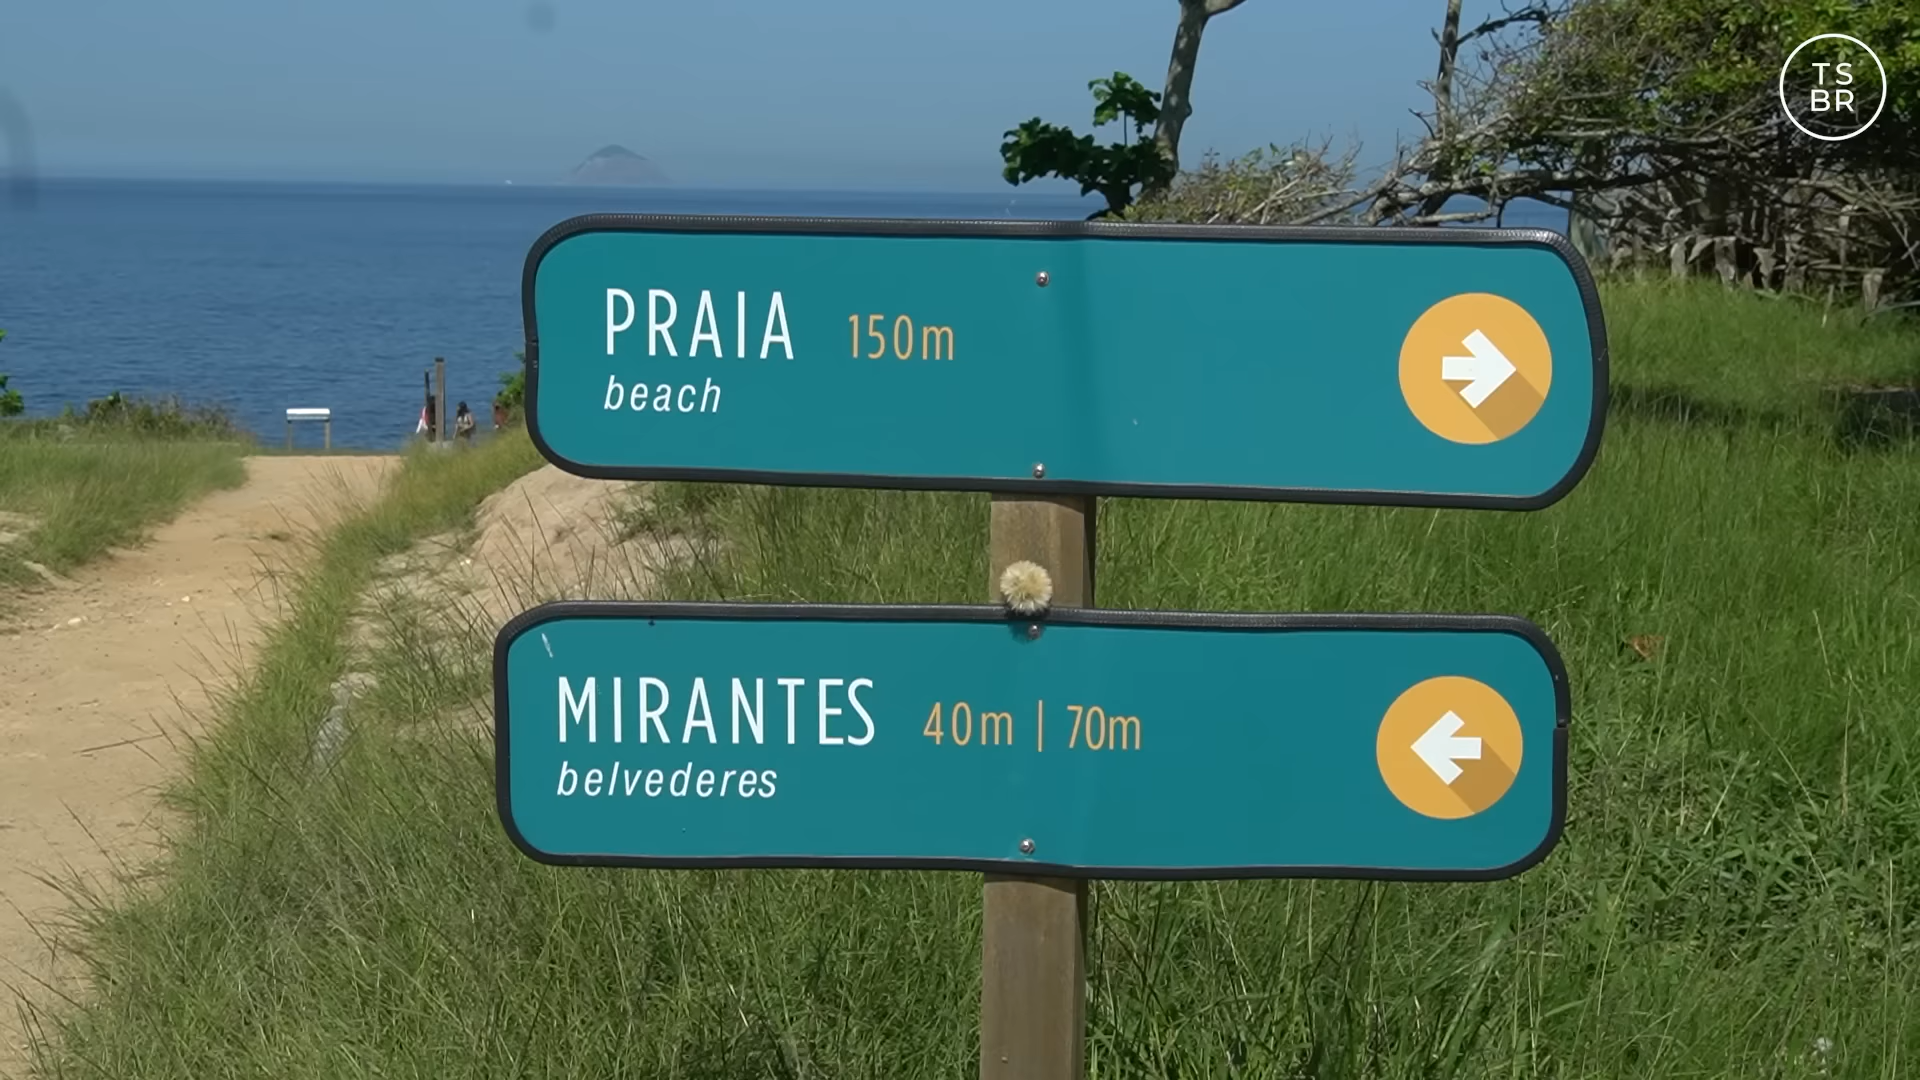 TS
BR
PRAIA 150m
beach
MIRANTES 40m | 70m
belvederes